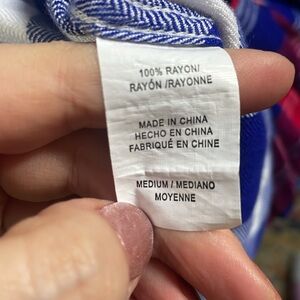 100% RAYON/
RAYÓN /RAYONNE
MADE IN CHINA
HECHO EN CHINA
FABRIQUÉ EN CHINE
MEDIUM / MEDIANO
MOYENNE